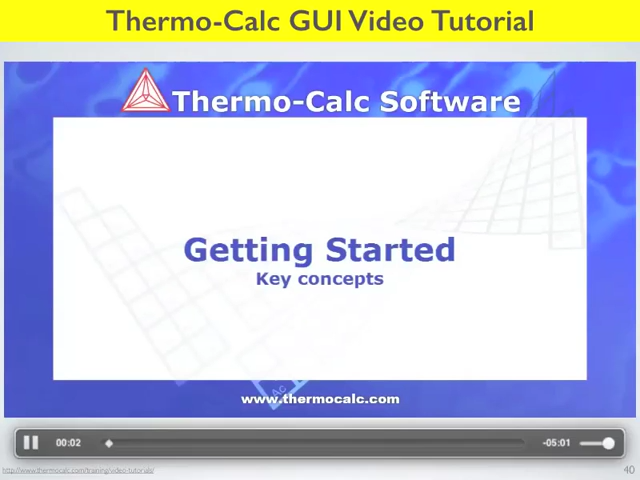 Thermo-Calc GUI Video Tutorial
Thermo-Calc Software
Getting Started
Key concepts
Ac
www.thermocalc.com
00:02
-05:01
http://www.thermocalc.com/training/video-tutorials/
40